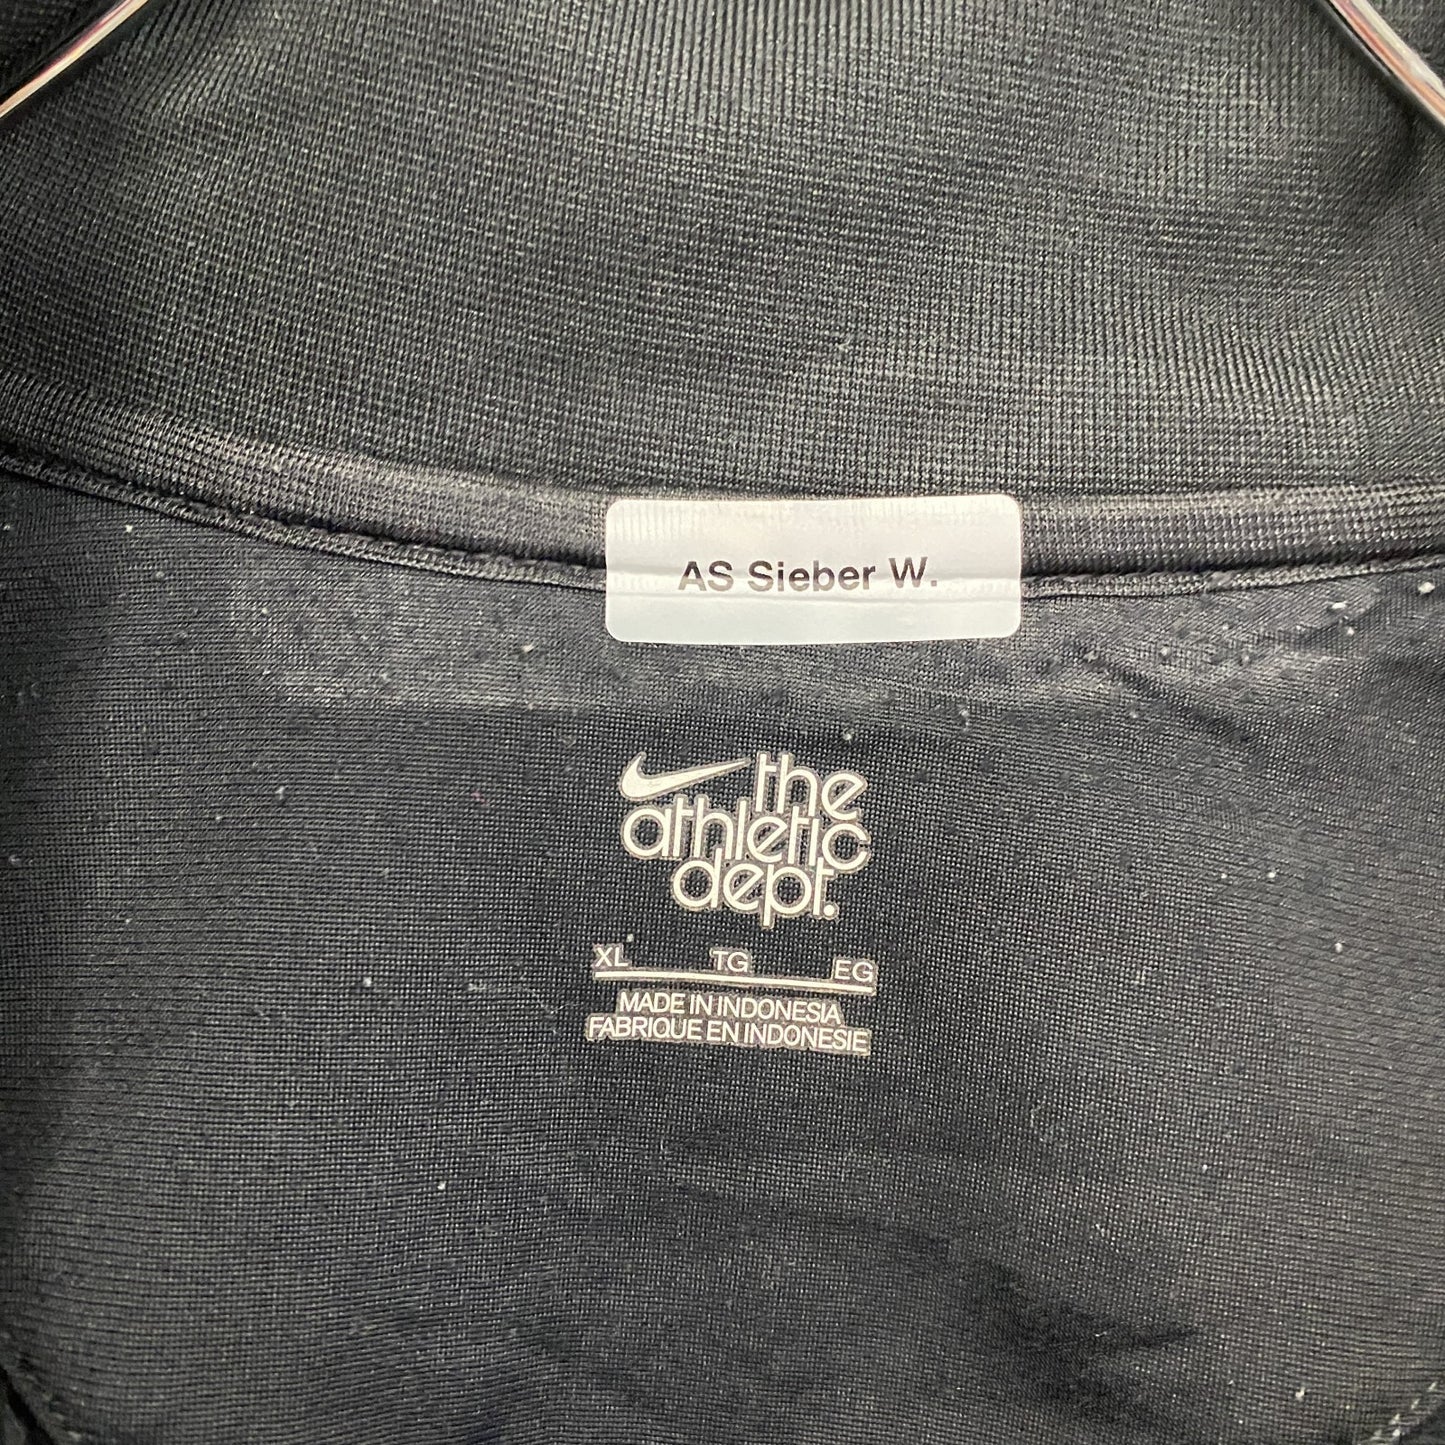 AS Sieber W.
the
athletic
dept.
XL TG EG
MADE IN INDONESIA
FABRIQUE EN INDONESIE